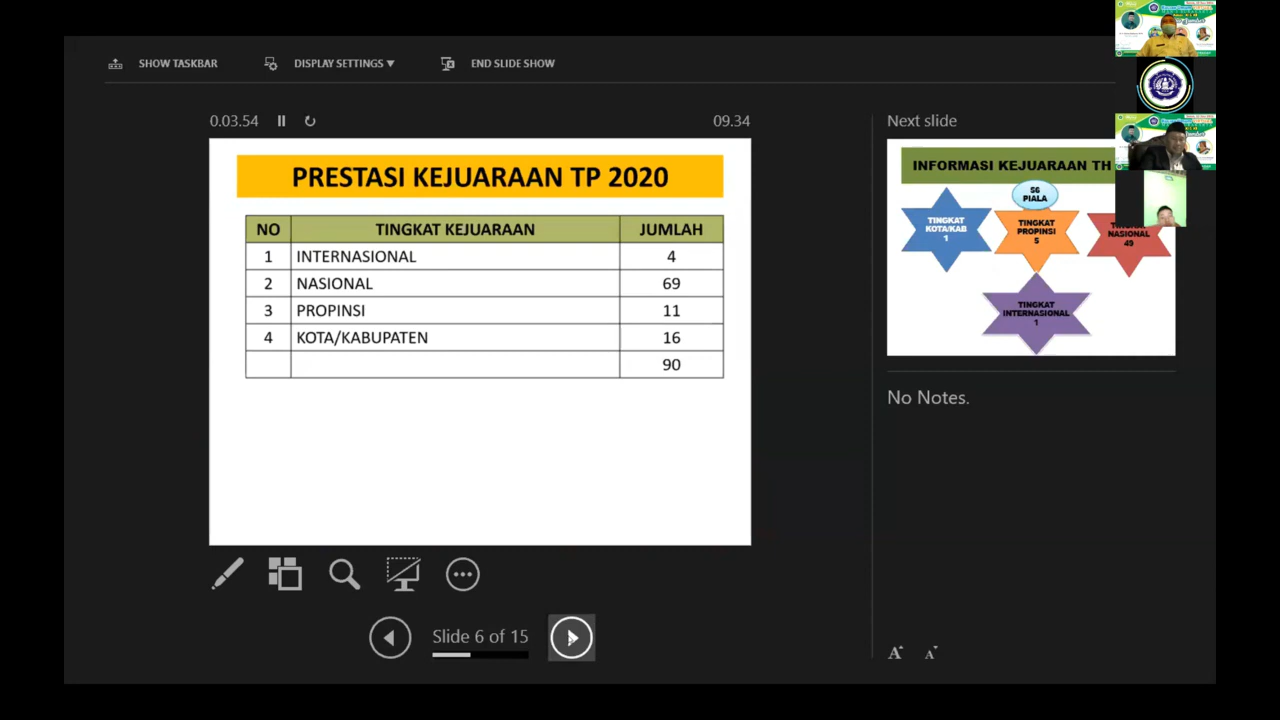 SHOW TASKBAR
DISPLAY SETTINGS ▼
END SLIDE SHOW
0.03.54
09.34
PRESTASI KEJUARAAN TP 2020
NO TINGKAT KEJUARAAN JUMLAH
1 INTERNASIONAL 4
2 NASIONAL 69
3 PROPINSI 11
4 KOTA/KABUPATEN 16
90
Slide 6 of 15
Next slide
INFORMASI KEJUARAAN TH
56
PIALA
TINGKAT
KOTA/KAB
1
TINGKAT
PROPINSI
5
NASIONAL
49
TINGKAT
INTERNASIONAL
1
No Notes.
A A